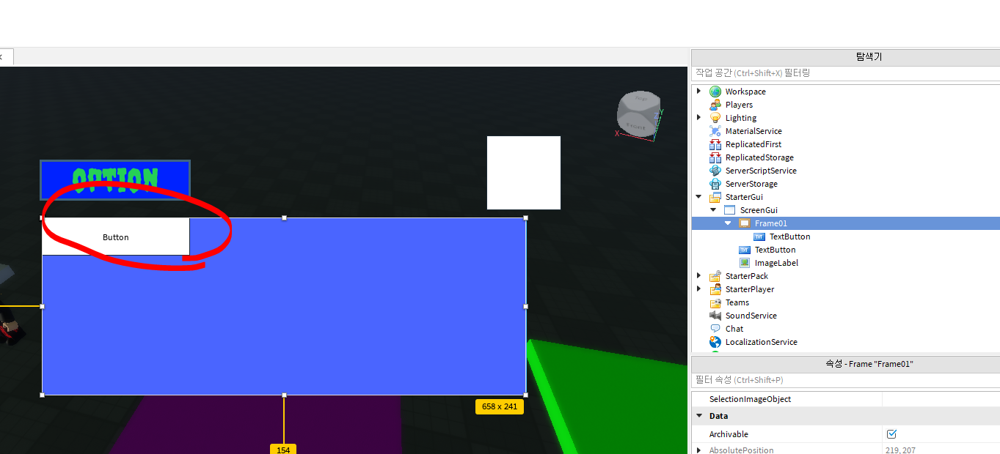 탐색기
작업 공간 (Ctrl+Shift+X) 필터링
Workspace
Players
Lighting
MaterialService
ReplicatedFirst
ReplicatedStorage
ServerScriptService
ServerStorage
StarterGui
ScreenGui
Frame01
TextButton
TextButton
ImageLabel
StarterPack
StarterPlayer
Teams
SoundService
Chat
LocalizationService
속성 - Frame "Frame01"
필터 속성 (Ctrl+Shift+P)
SelectionImageObject
Data
Archivable
AbsolutePosition 219, 207
Front
X
Y
Z
OPTION
Button
658 x 241
154